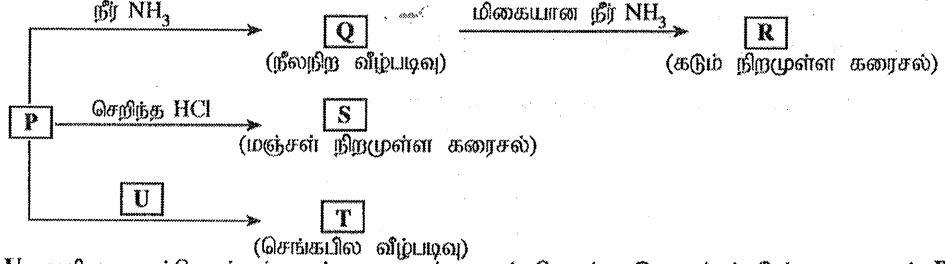 நீர் NH₃
மிகையான நீர் NH₃
Q
R
(நீலநிற வீழ்படிவு)
(கடும் நிறமுள்ள கரைசல்)
செறிந்த HCl
P
S
(மஞ்சள் நிறமுள்ள கரைசல்)
U
T
(செங்கபில வீழ்படிவு)